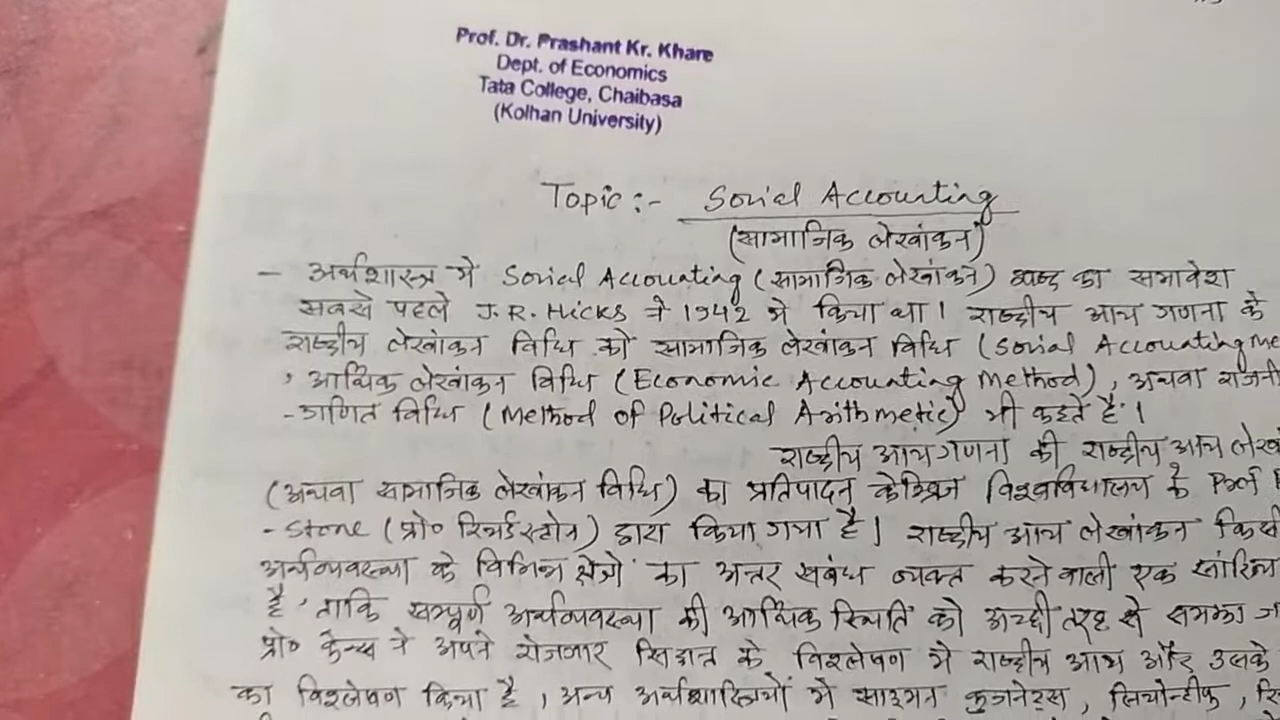 Prof. Dr. Prashant Kr. Khare
Dept. of Economics
Tata College, Chaibasa
(Kolhan University)
Topic :- Social Accounting
(सामाजिक लेखांकन)
- अर्थशास्त्र मे Social Accounting (सामाजिक लेखांकन) शब्द का समावेश
सबसे पहले J.R. Hicks ने 1942 मे किया था। राष्ट्रीय आय गणना के
राष्ट्रीय लेखांकन विधि को सामाजिक लेखांकन विधि (Social Accounting Me
, आर्थिक लेखांकन विधि (Economic Accounting Method), अथवा राजनी
- गणित विधि (Method of Political Arithmetic) भी कहते है।
राष्ट्रीय आय गणना की राष्ट्रीय आय लेखां
(अथवा सामाजिक लेखांकन विधि) का प्रतिपादन केम्ब्रिज विश्वविद्यालय के Prof
- Stone (प्रो० रिचर्ड स्टोन) द्वारा किया गया है। राष्ट्रीय आय लेखांकन किसी
अर्थव्यवस्था के विभिन्न क्षेत्रो का अन्तर संबंध व्यक्त करने वाली एक सांख्यि
है, ताकि सम्पूर्ण अर्थव्यवस्था की आर्थिक स्थिति को अच्छी तरह से समझा ज
प्रो० केन्स ने अपने रोजगार सिद्धान्त के विश्लेषण मे राष्ट्रीय आय और उसके
का विश्लेषण किया है, अन्य अर्थशास्त्रियों मे साइमन कुजनेट्स, लियोन्टीफ,